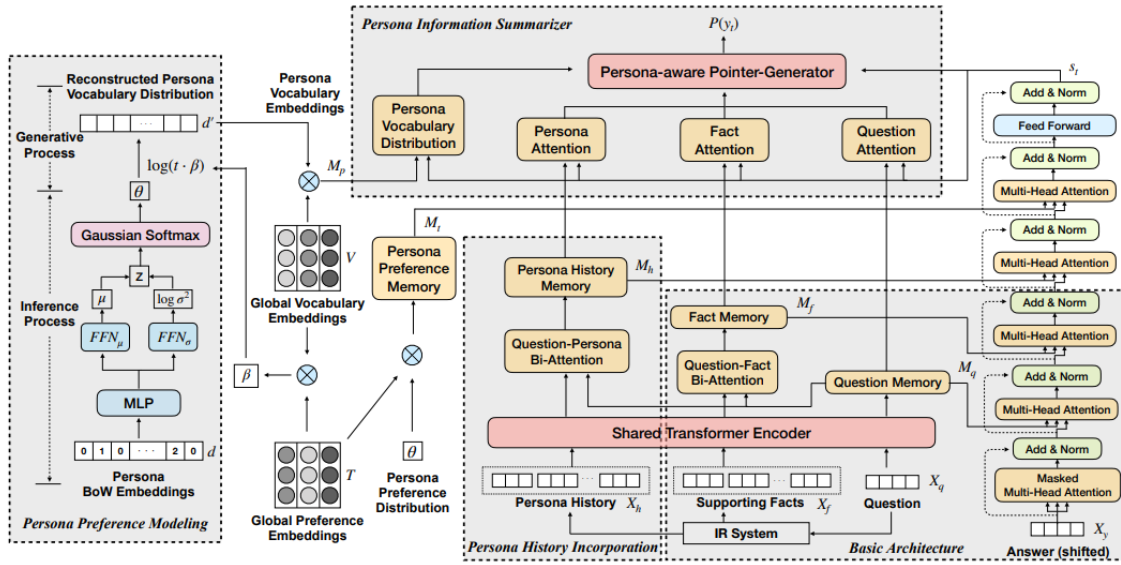 Persona Information Summarizer
P(y_t)
Persona-aware Pointer-Generator
Persona
Vocabulary
Distribution
Persona
Attention
Fact
Attention
Question
Attention
Reconstructed Persona
Vocabulary Distribution
d'
Generative
Process
log(t · β)
θ
Gaussian Softmax
z
μ
log σ²
Inference
Process
FFN_μ
FFN_σ
MLP
0 1 0 ··· 2 0 d
Persona
BoW Embeddings
Persona Preference Modeling
Persona
Vocabulary
Embeddings
M_p
V
Global Vocabulary
Embeddings
β
T
Global Preference
Embeddings
M_t
Persona
Preference
Memory
θ
Persona
Preference
Distribution
Persona History
Memory
M_h
Question-Persona
Bi-Attention
Fact Memory
M_f
Question-Fact
Bi-Attention
Question Memory
M_q
Shared Transformer Encoder
Persona History X_h
Supporting Facts X_f
Question
X_q
IR System
Persona History Incorporation
Basic Architecture
s_t
Add & Norm
Feed Forward
Add & Norm
Multi-Head Attention
Add & Norm
Multi-Head Attention
Add & Norm
Multi-Head Attention
Add & Norm
Multi-Head Attention
Add & Norm
Masked
Multi-Head Attention
X_y
Answer (shifted)